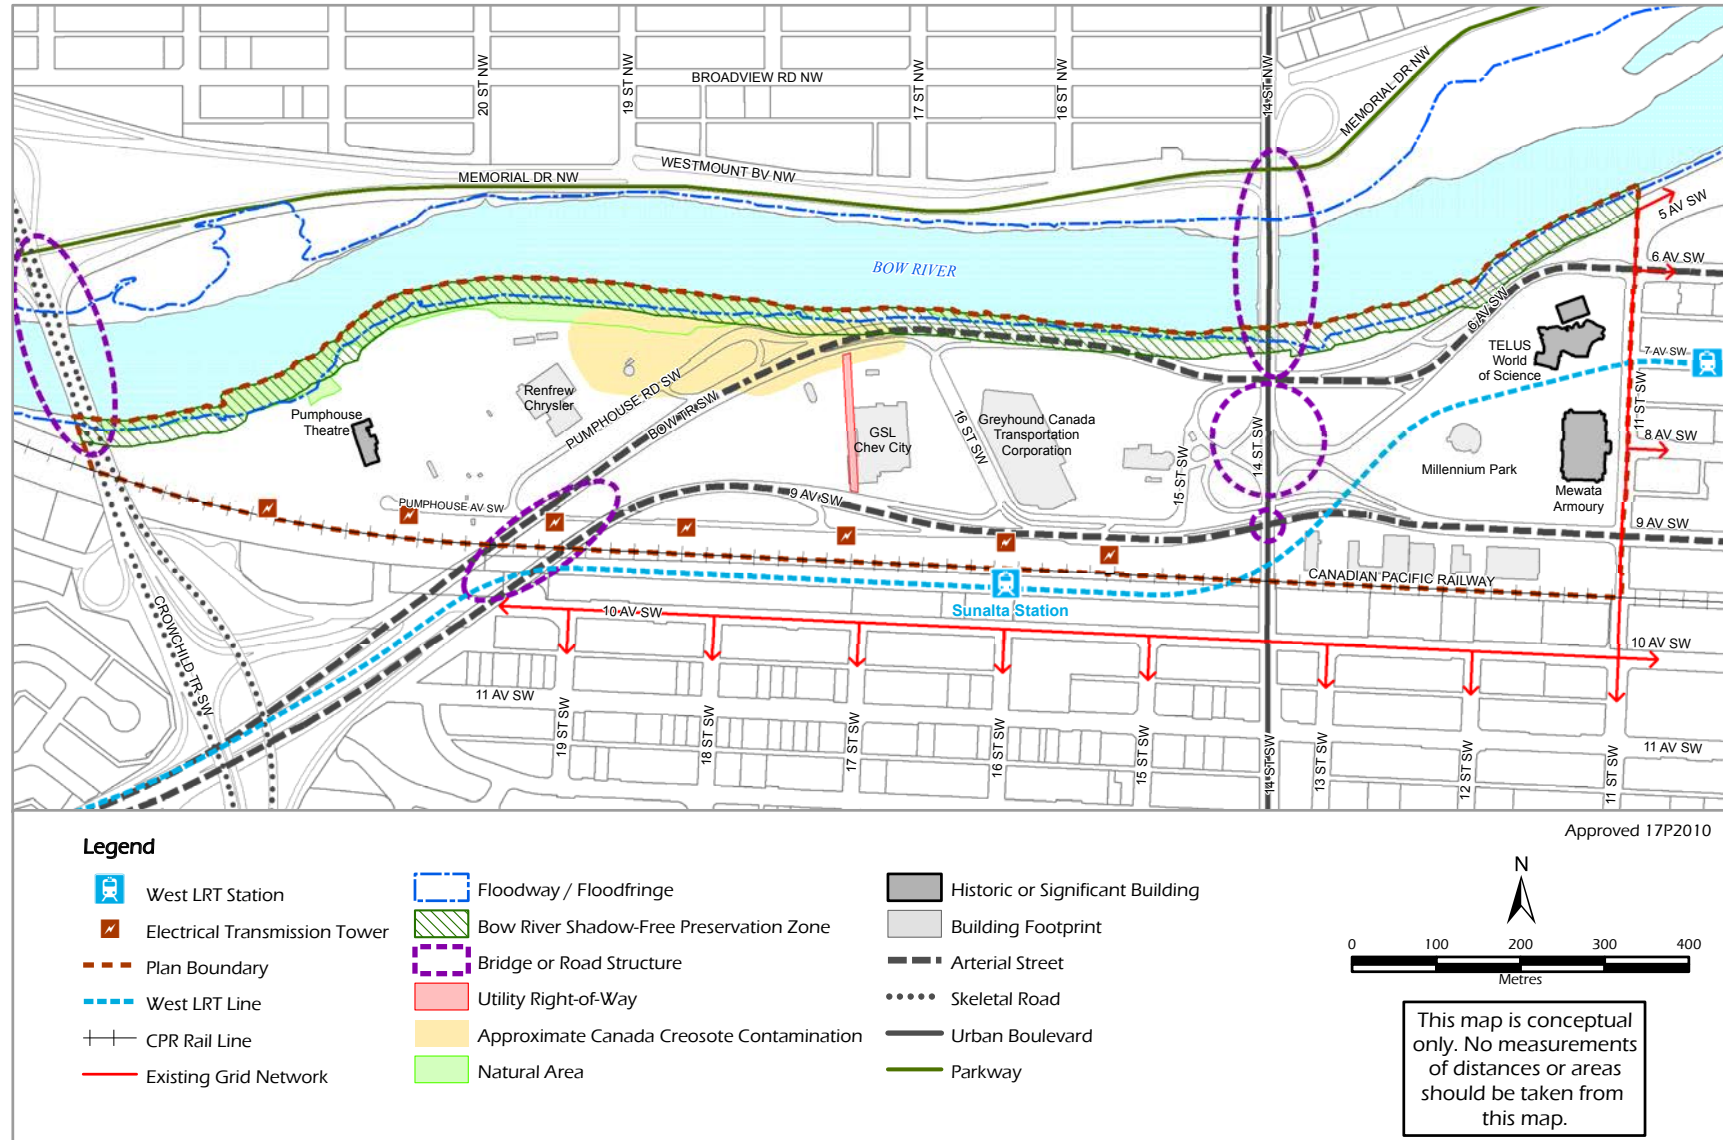 BROADVIEW RD NW
20 ST NW
19 ST NW
17 ST NW
16 ST NW
14 ST NW
MEMORIAL DR NW
WESTMOUNT BV NW
MEMORIAL DR NW
5 AV SW
6 AV SW
BOW RIVER
6 AV SW
TELUS
World
of Science
7 AV SW
11 ST SW
Renfrew
Chrysler
PUMPHOUSE RD SW
BOW TR SW
Pumphouse
Theatre
GSL
Chev City
16 ST SW
Greyhound Canada
Transportation
Corporation
15 ST SW
14 ST SW
8 AV SW
Millennium Park
Mewata
Armoury
PUMPHOUSE AV SW
9 AV SW
9 AV SW
CANADIAN PACIFIC RAILWAY
Sunalta Station
10 AV SW
10 AV SW
CROWCHILD TR SW
11 AV SW
11 AV SW
19 ST SW
18 ST SW
17 ST SW
16 ST SW
15 ST SW
14 ST SW
13 ST SW
12 ST SW
11 ST SW
Approved 17P2010
Legend
West LRT Station
Electrical Transmission Tower
Plan Boundary
West LRT Line
CPR Rail Line
Existing Grid Network
Floodway / Floodfringe
Bow River Shadow-Free Preservation Zone
Bridge or Road Structure
Utility Right-of-Way
Approximate Canada Creosote Contamination
Natural Area
Historic or Significant Building
Building Footprint
Arterial Street
Skeletal Road
Urban Boulevard
Parkway
N
0 100 200 300 400
Metres
This map is conceptual
only. No measurements
of distances or areas
should be taken from
this map.